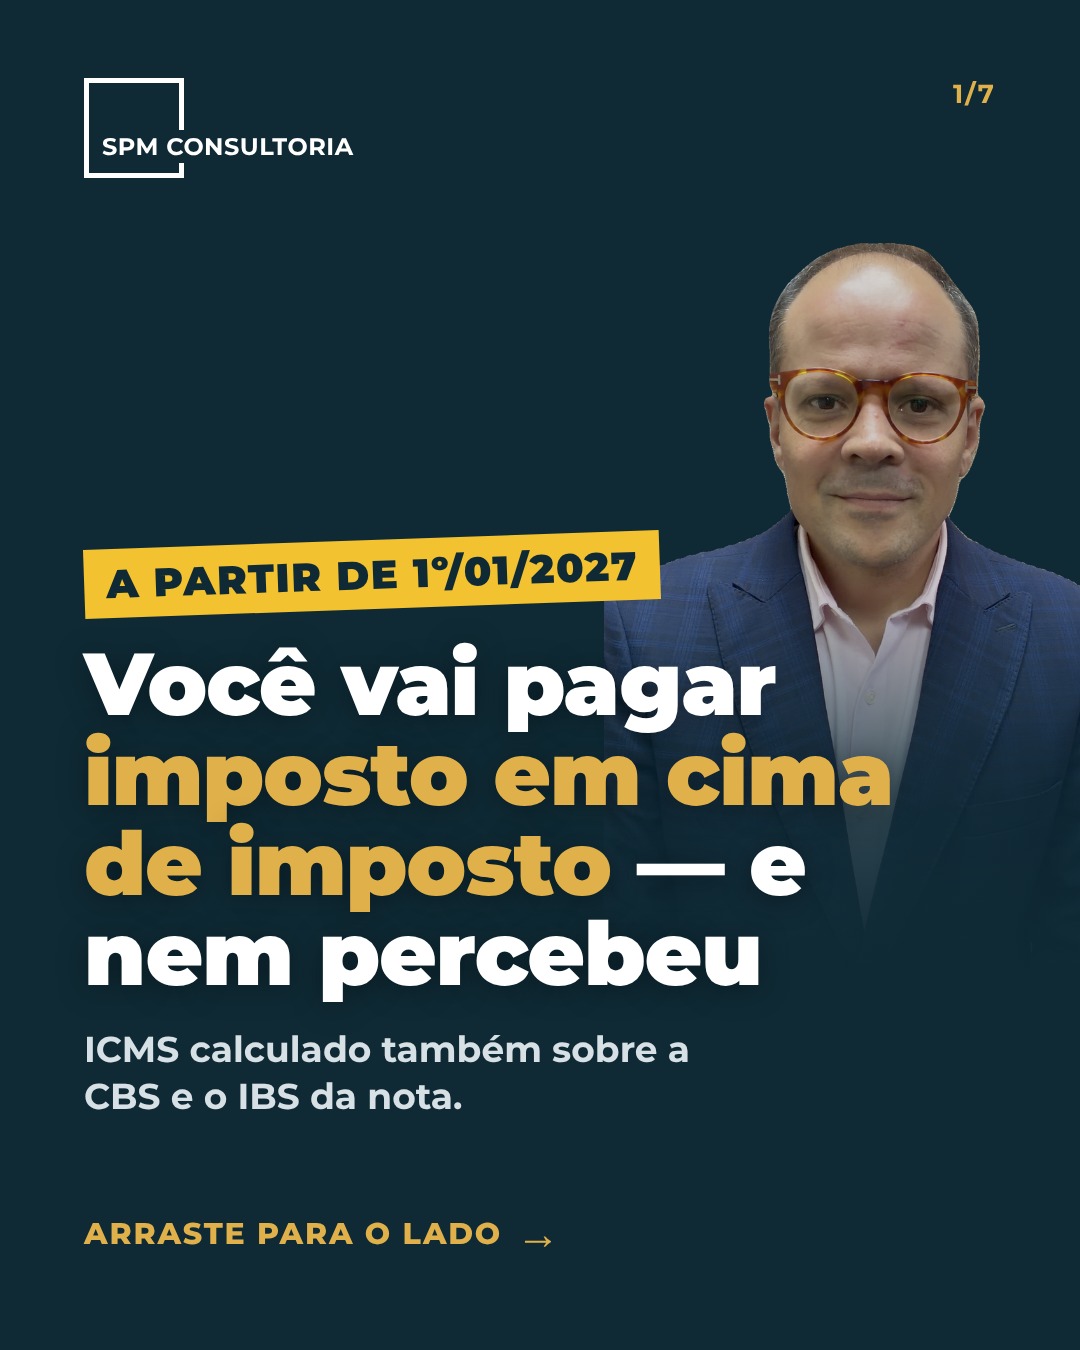 SPM CONSULTORIA
1/7
A PARTIR DE 1º/01/2027
Você vai pagar
imposto em cima
de imposto — e
nem percebeu
ICMS calculado também sobre a
CBS e o IBS da nota.
ARRASTE PARA O LADO →